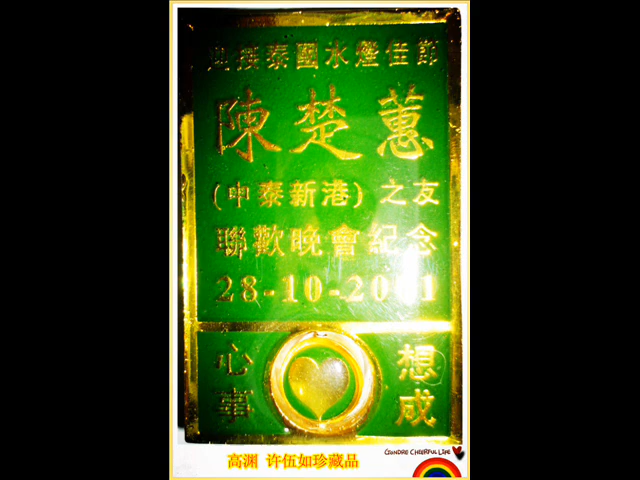 迎接泰國水燈佳節
陳楚蕙
(中泰新港)之友
聯歡晚會紀念
28-10-2001
心 想
事 成
高渊 许伍如珍藏品
CHEERFUL LIFE